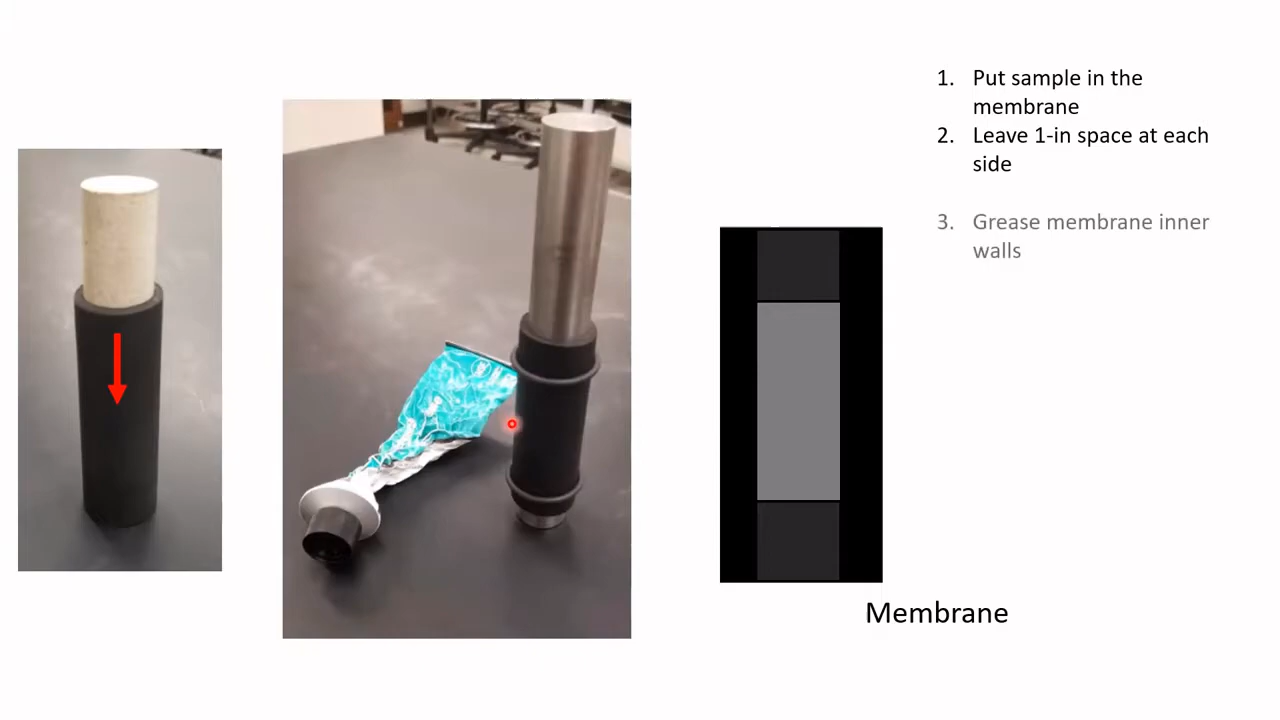 1. Put sample in the
membrane
2. Leave 1-in space at each
side
3. Grease membrane inner
walls
Membrane